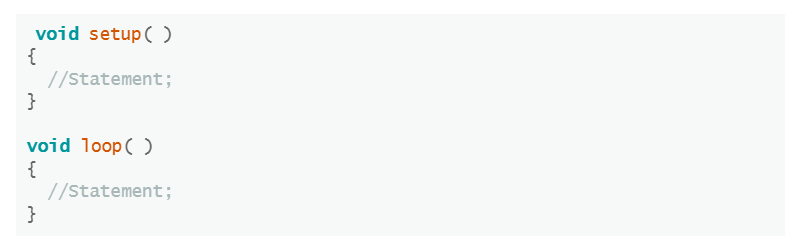 void setup( )
{
//Statement;
}
void loop( )
{
//Statement;
}